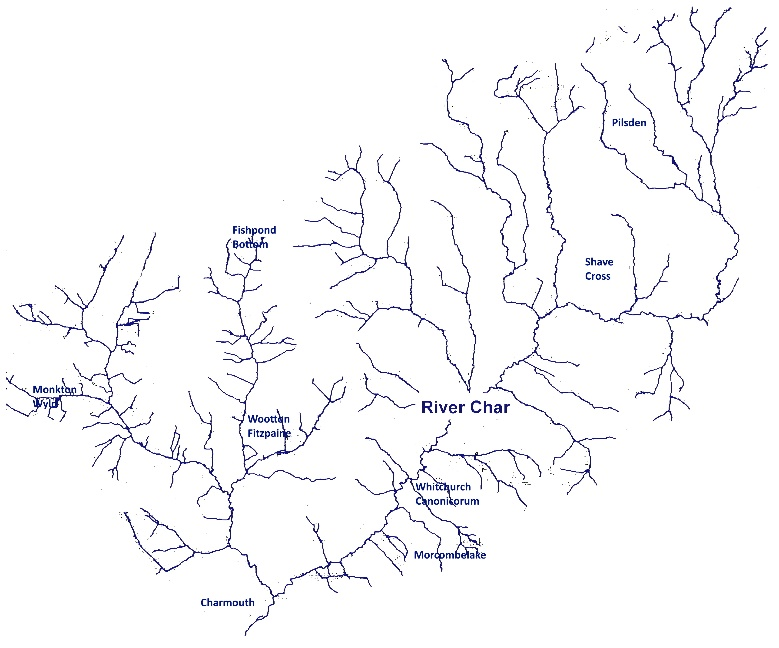 Pilsden
Fishpond
Bottom
Shave
Cross
Monkton
Wyld
River Char
Wootton
Fitzpaine
Whitchurch
Canonicorum
Morcombelake
Charmouth